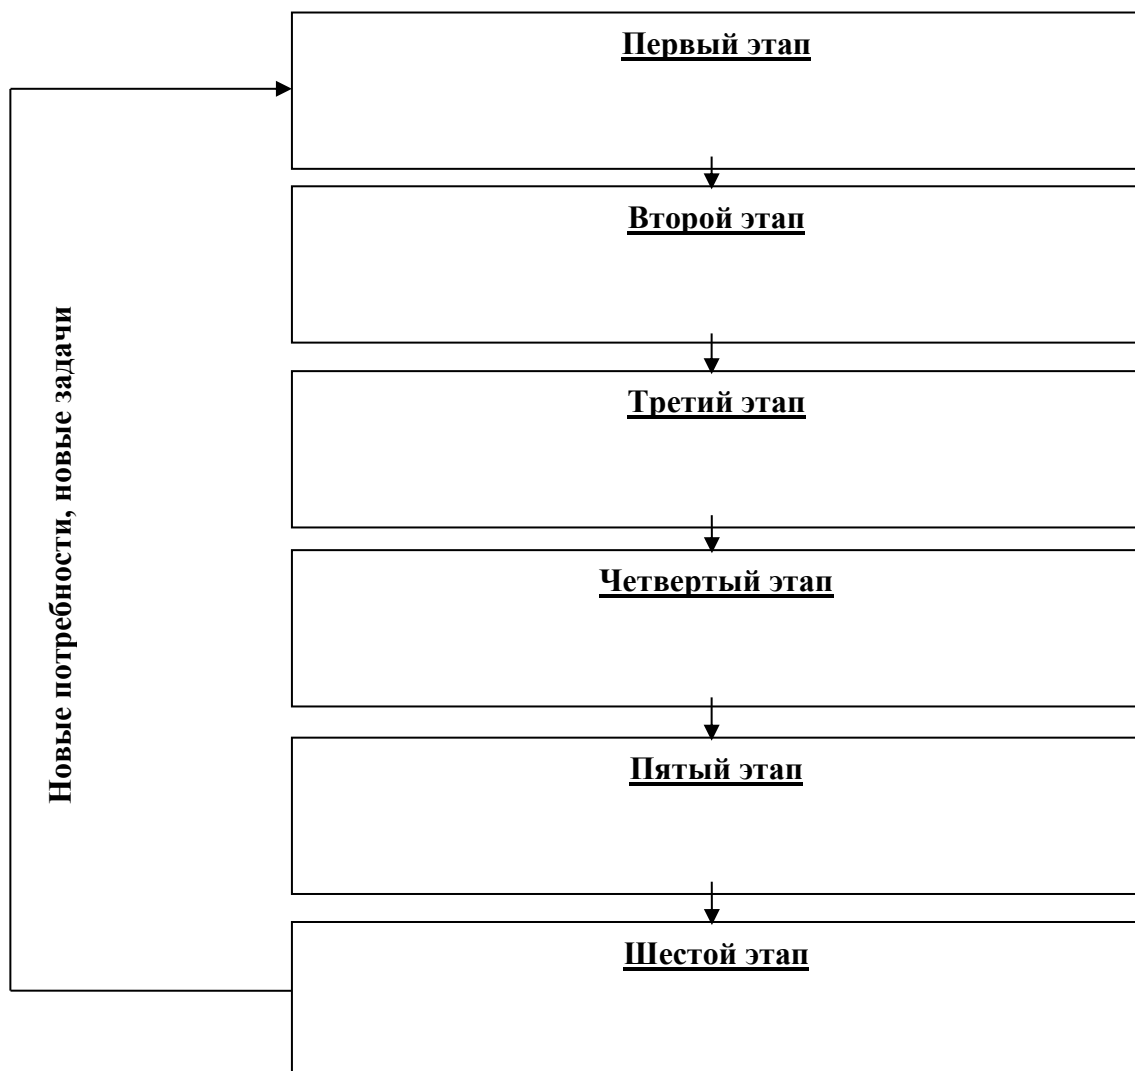 Первый этап
Второй этап
Третий этап
Четвертый этап
Пятый этап
Шестой этап
Новые потребности, новые задачи